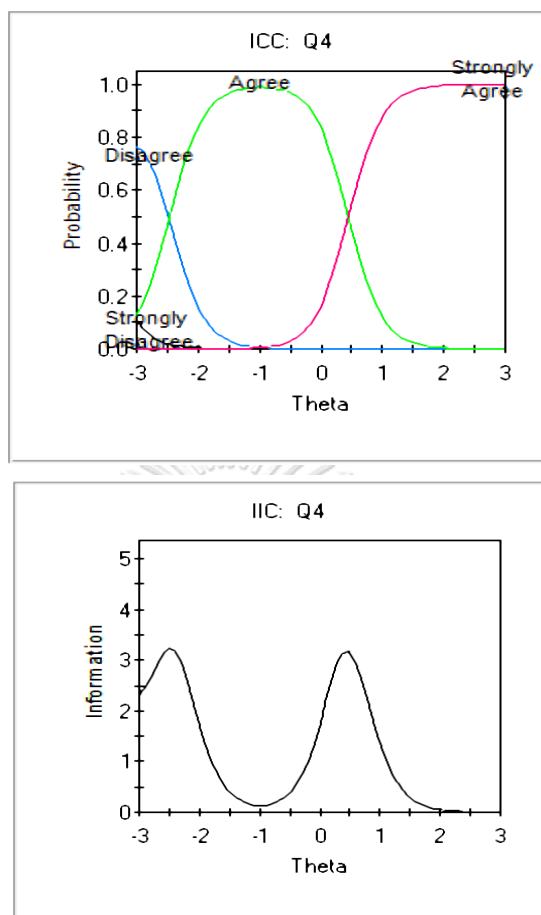 ICC: Q4
Strongly
Agree
Agree
1.0
0.8
Disagree
0.6
Probability
0.4
0.2
Strongly
Disagree
0.0
-3 -2 -1 0 1 2 3
Theta
IIC: Q4
5
4
3
Information
2
1
0
-3 -2 -1 0 1 2 3
Theta